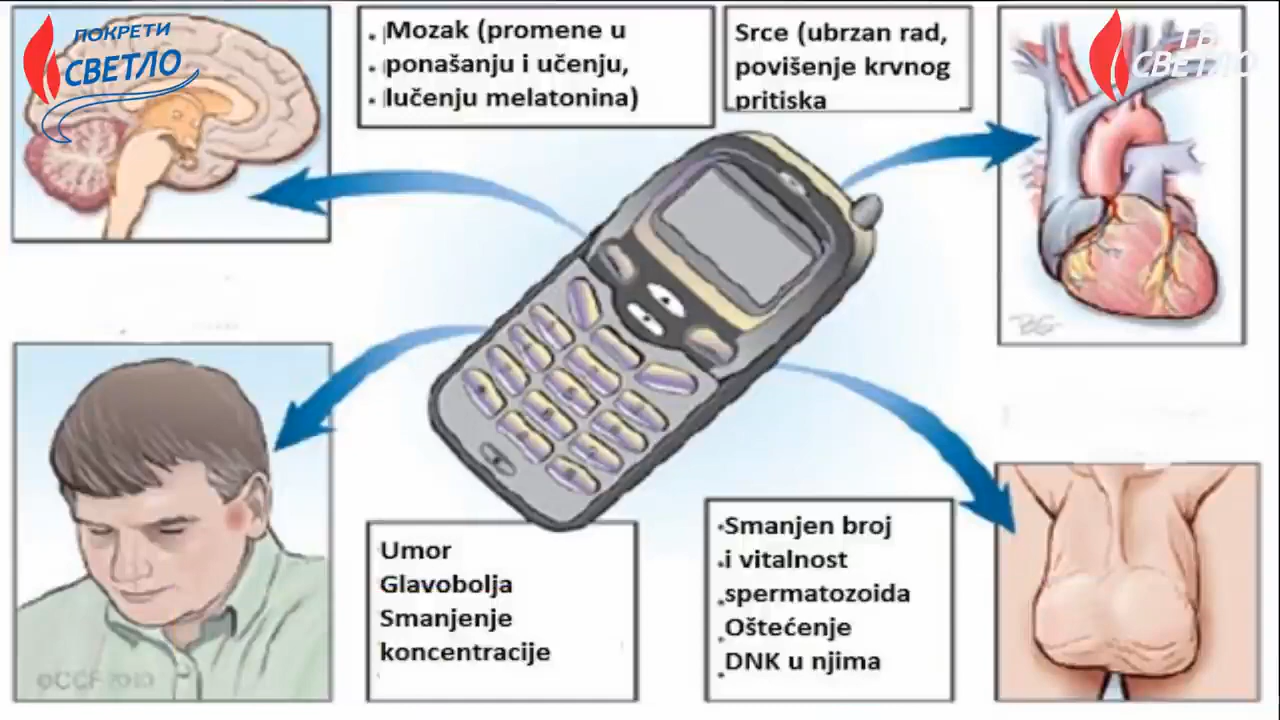 ПОКРЕТИ
СВЕТЛО
Mozak (promene u
ponašanju i učenju,
lučenju melatonina)
Srce (ubrzan rad,
povišenje krvnog
pritiska
ТВ
СВЕТЛО
Umor
Glavobolja
Smanjenje
koncentracije
Smanjen broj
i vitalnost
spermatozoida
Oštećenje
DNK u njima
©CCF 2010